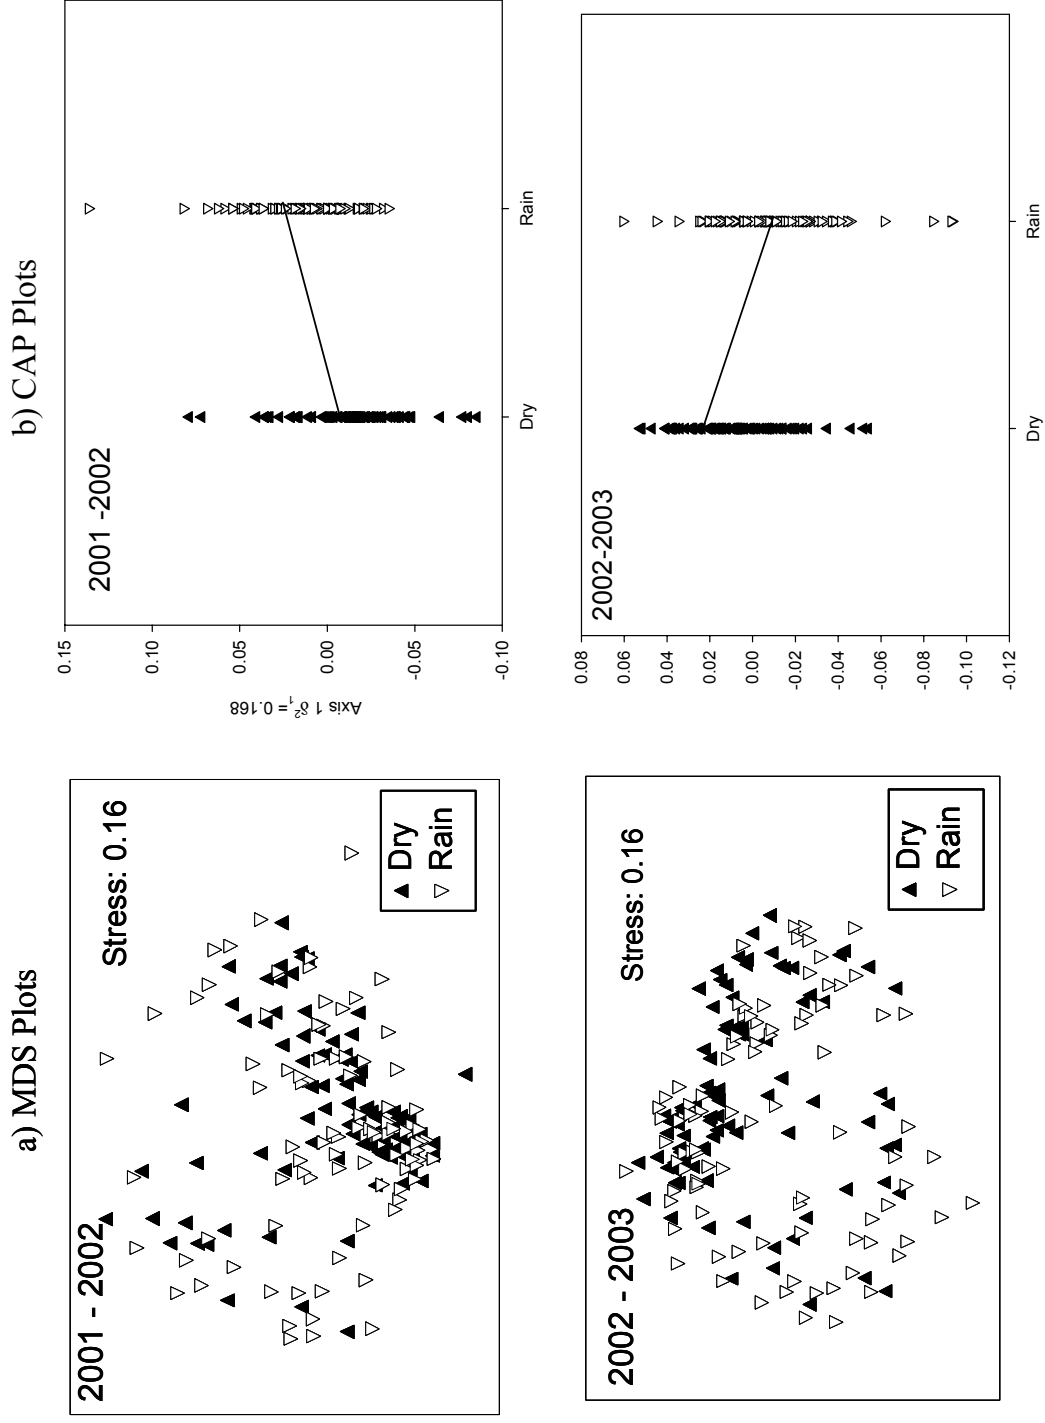 a) MDS Plots
2001 - 2002
Stress: 0.16
Dry
Rain
2002 - 2003
Stress: 0.16
Dry
Rain
b) CAP Plots
2001 -2002
0.15
0.10
0.05
0.00
-0.05
-0.10
Axis 1 δ²₁= 0.168
Dry
Rain
2002-2003
0.08
0.06
0.04
0.02
0.00
-0.02
-0.04
-0.06
-0.08
-0.10
-0.12
Dry
Rain